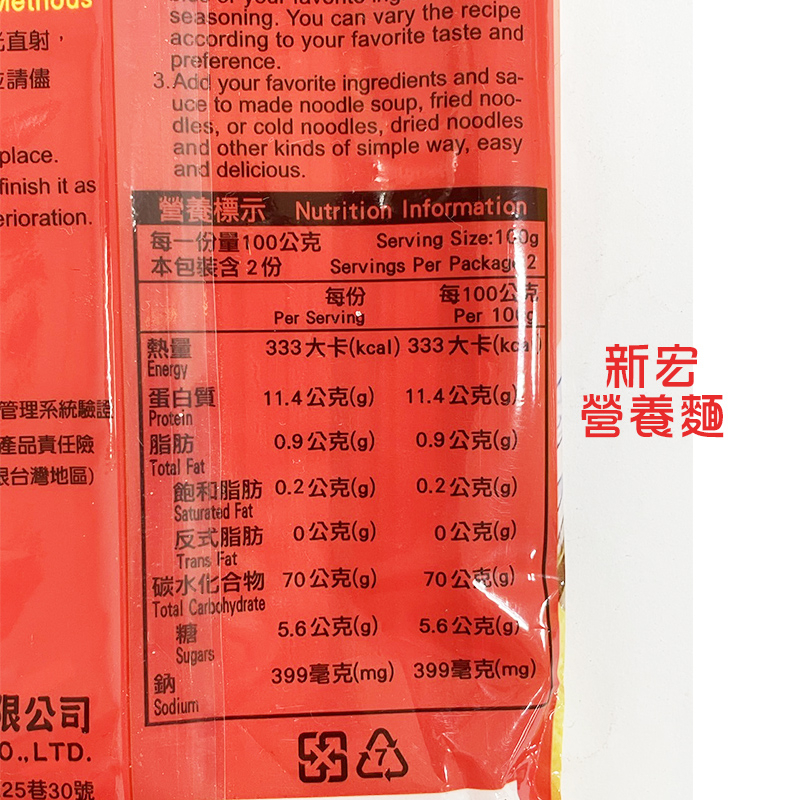 Methods
光直射，
並請儘
place.
finish it as
erioration.
管理系統驗證
產品責任險
限台灣地區)
限公司
O.,LTD.
25巷30號
seasoning. You can vary the recipe
according to your favorite taste and
preference.
3.Add your favorite ingredients and sa-
uce to made noodle soup, fried noo-
dles, or cold noodles, dried noodles
and other kinds of simple way, easy
and delicious.
營養標示 Nutrition Information
每一份量100公克 Serving Size:100g
本包裝含2份 Servings Per Package 2
每份 每100公克
Per Serving Per 100g
熱量 333大卡(kcal) 333大卡(kcal)
Energy
蛋白質 11.4公克(g) 11.4公克(g)
Protein
脂肪 0.9公克(g) 0.9公克(g)
Total Fat
飽和脂肪 0.2公克(g) 0.2公克(g)
Saturated Fat
反式脂肪 0公克(g) 0公克(g)
Trans Fat
碳水化合物 70公克(g) 70公克(g)
Total Carbohydrate
糖 5.6公克(g) 5.6公克(g)
Sugars
鈉 399毫克(mg) 399毫克(mg)
Sodium
7
新宏
營養麵